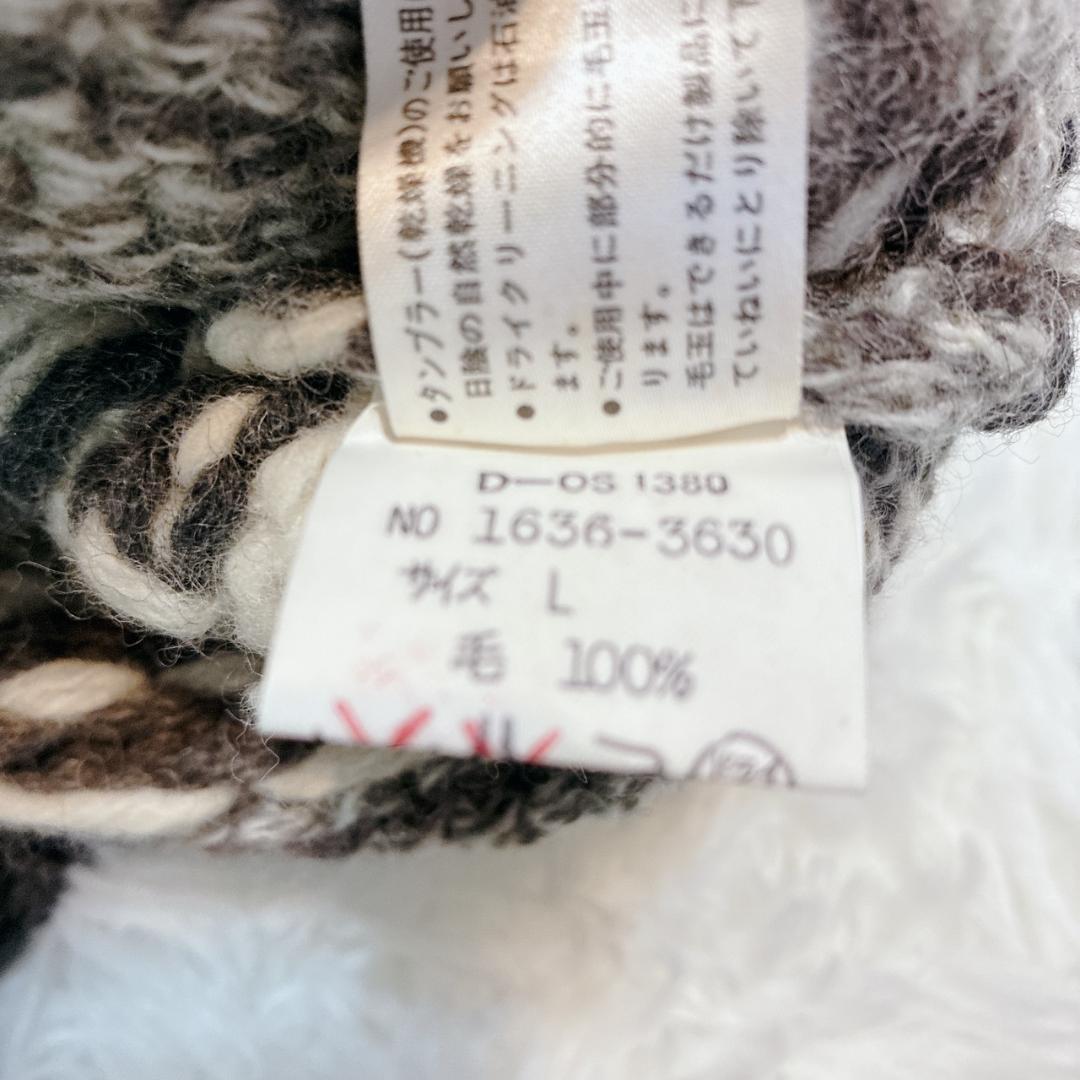 ●タンブラー(乾燥機)のご使用
日陰の自然乾燥をお願いし
●ドライクリーニングは石油
ます。
●ご使用中に部分的に毛玉
ります。
毛玉はできるだけ製品に
ていねいにとり除いて下
D-OS 1380
NO 1636-3630
サイズ L
毛 100%